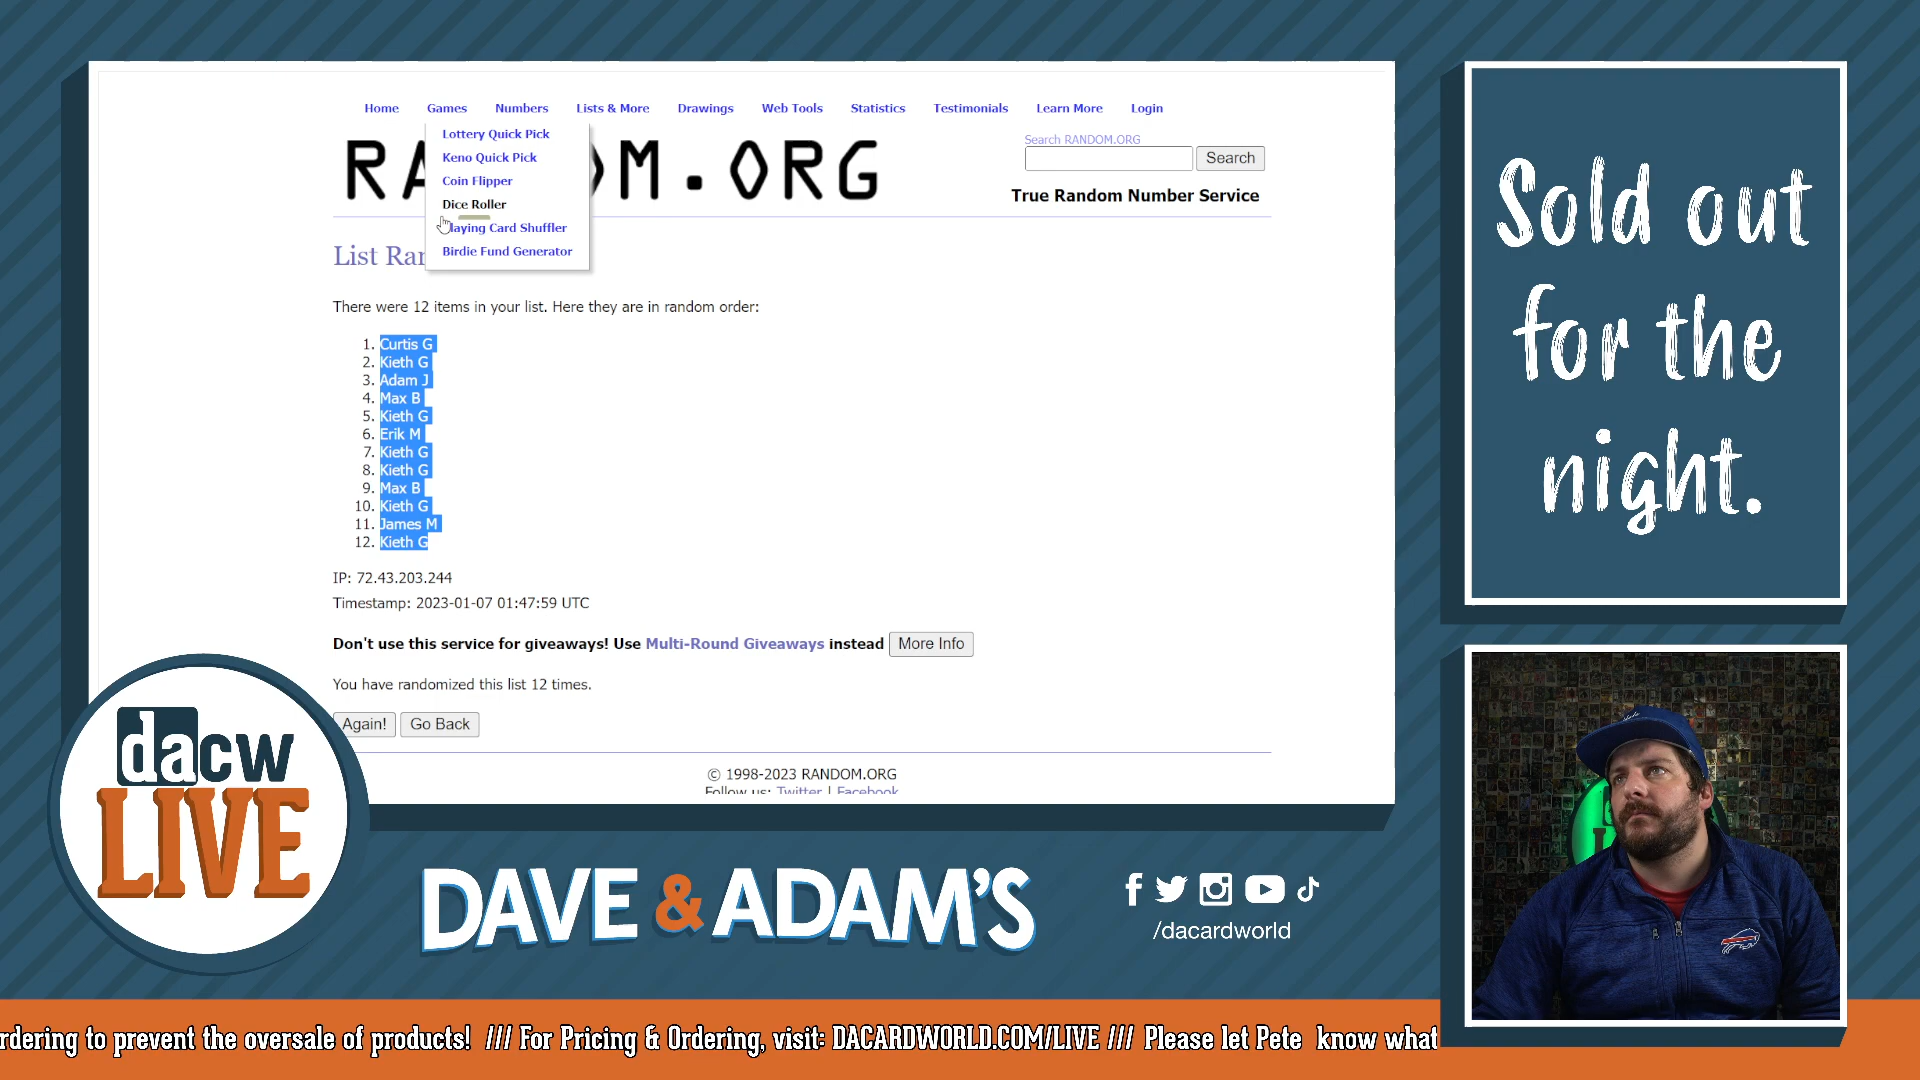 Home Games Numbers Lists & More Drawings Web Tools Statistics Testimonials Learn More Login
Lottery Quick Pick
Keno Quick Pick
Coin Flipper
Dice Roller
Playing Card Shuffler
Birdie Fund Generator
Search RANDOM.ORG
Search
True Random Number Service
There were 12 items in your list. Here they are in random order:
1. Curtis G
2. Kieth G
3. Adam J
4. Max B
5. Kieth G
6. Erik M
7. Kieth G
8. Kieth G
9. Max B
10. Kieth G
11. James M
12. Kieth G
IP: 72.43.203.244
Timestamp: 2023-01-07 01:47:59 UTC
Don't use this service for giveaways! Use Multi-Round Giveaways instead More Info
You have randomized this list 12 times.
Again! Go Back
© 1998-2023 RANDOM.ORG
Follow us: Twitter | Facebook
Sold out
for the
night.
dacw
LIVE
DAVE & ADAM'S
/dacardworld
rdering to prevent the oversale of products! /// For Pricing & Ordering, visit: DACARDWORLD.COM/LIVE /// Please let Pete know what